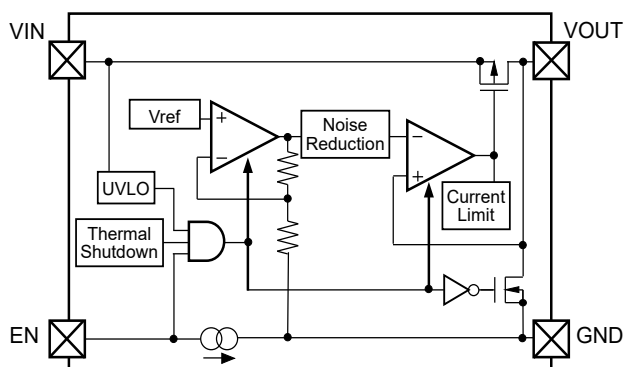 VIN
VOUT
Vref
+
−
Noise
Reduction
−
+
UVLO
Current
Limit
Thermal
Shutdown
EN
GND